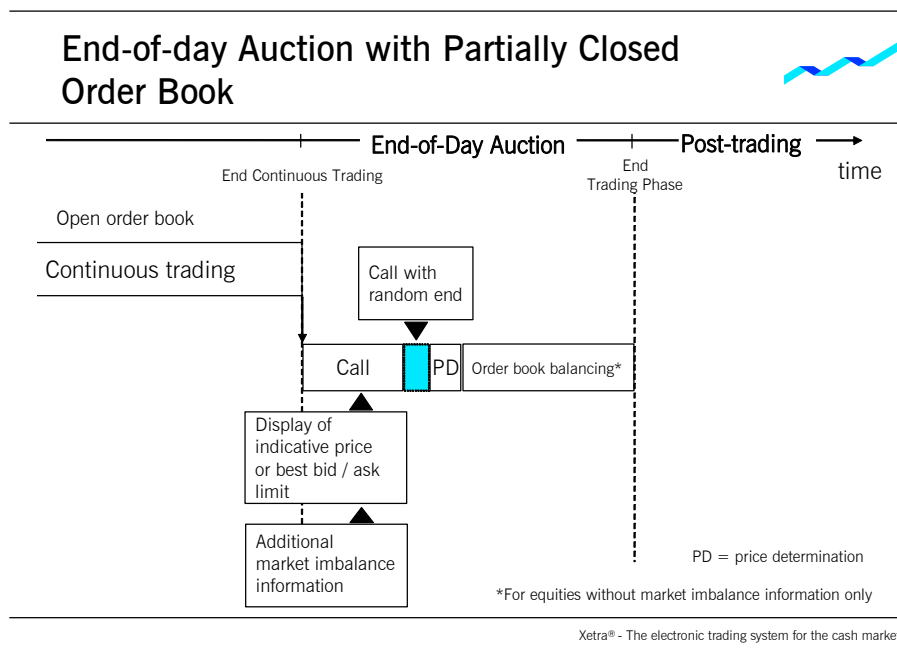 End-of-day Auction with Partially Closed
Order Book
End-of-Day Auction
Post-trading
End Continuous Trading
End
Trading Phase
time
Open order book
Continuous trading
Call with
random end
Call
PD
Order book balancing*
Display of
indicative price
or best bid / ask
limit
Additional
market imbalance
information
PD = price determination
*For equities without market imbalance information only
Xetra® - The electronic trading system for the cash marke